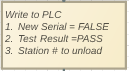 Write to PLC
1. New Serial = FALSE
2. Test Result =PASS
3. Station # to unload